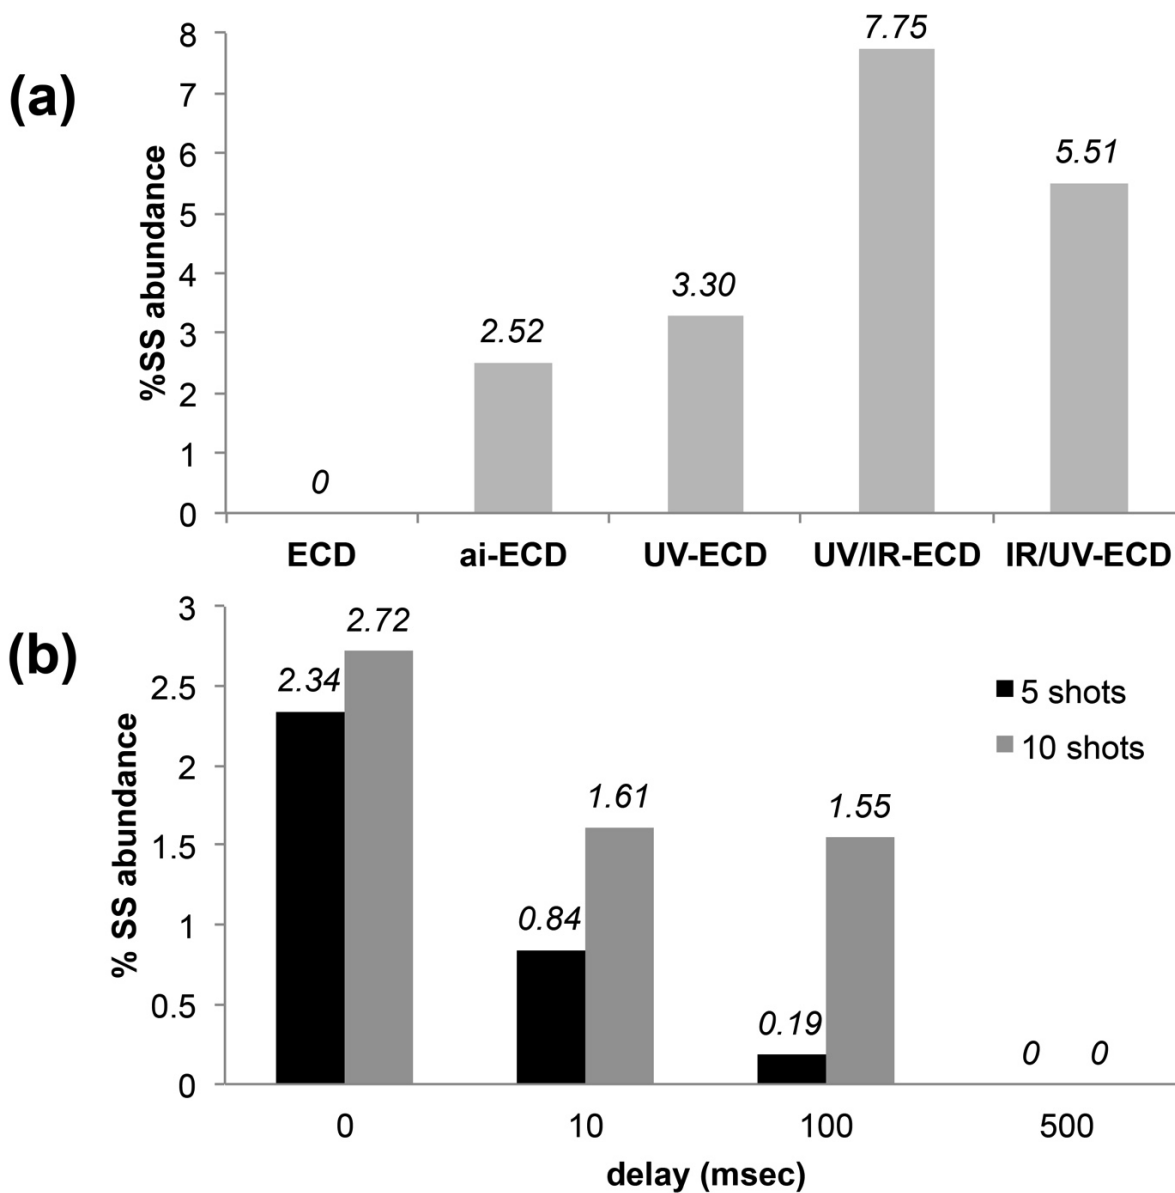 (a)
%SS abundance
8
7
6
5
4
3
2
1
0
0
2.52
3.30
7.75
5.51
ECD ai-ECD UV-ECD UV/IR-ECD IR/UV-ECD
(b)
% SS abundance
3
2.5
2
1.5
1
0.5
0
2.34 2.72
0.84 1.61
0.19 1.55
0 0
5 shots
10 shots
0 10 100 500
delay (msec)